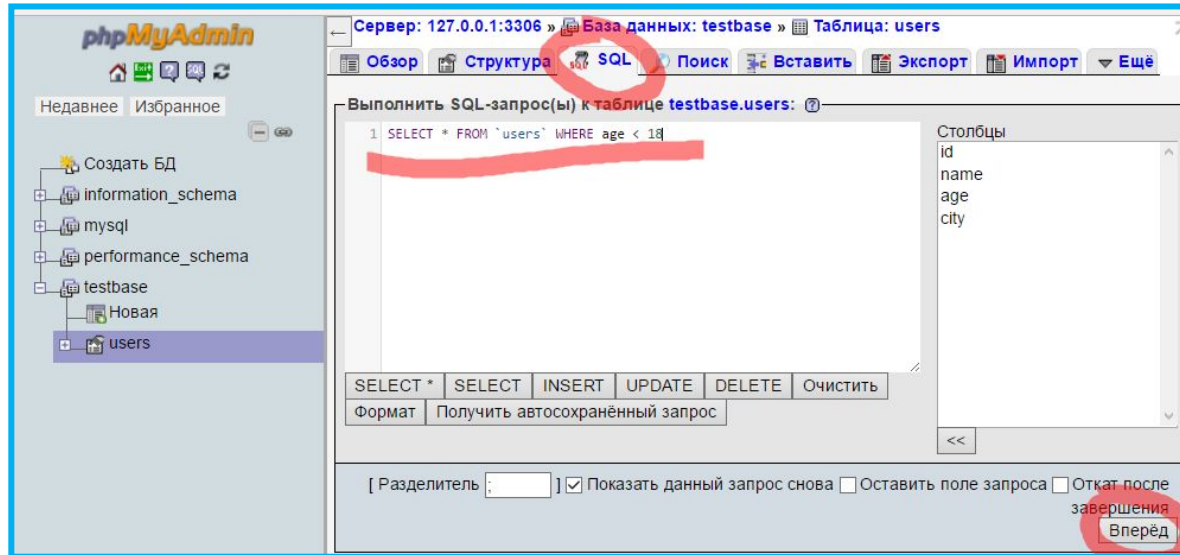 phpMyAdmin
Недавнее Избранное
Создать БД
information_schema
mysql
performance_schema
testbase
Новая
users
← Сервер: 127.0.0.1:3306 » База данных: testbase » Таблица: users
Обзор Структура SQL Поиск Вставить Экспорт Импорт Ещё
Выполнить SQL-запрос(ы) к таблице testbase.users:
1 SELECT * FROM `users` WHERE age < 18
Столбцы
id
name
age
city
SELECT * SELECT INSERT UPDATE DELETE Очистить
Формат Получить автосохранённый запрос
<<
[ Разделитель ; ] Показать данный запрос снова Оставить поле запроса Откат после
завершения
Вперёд